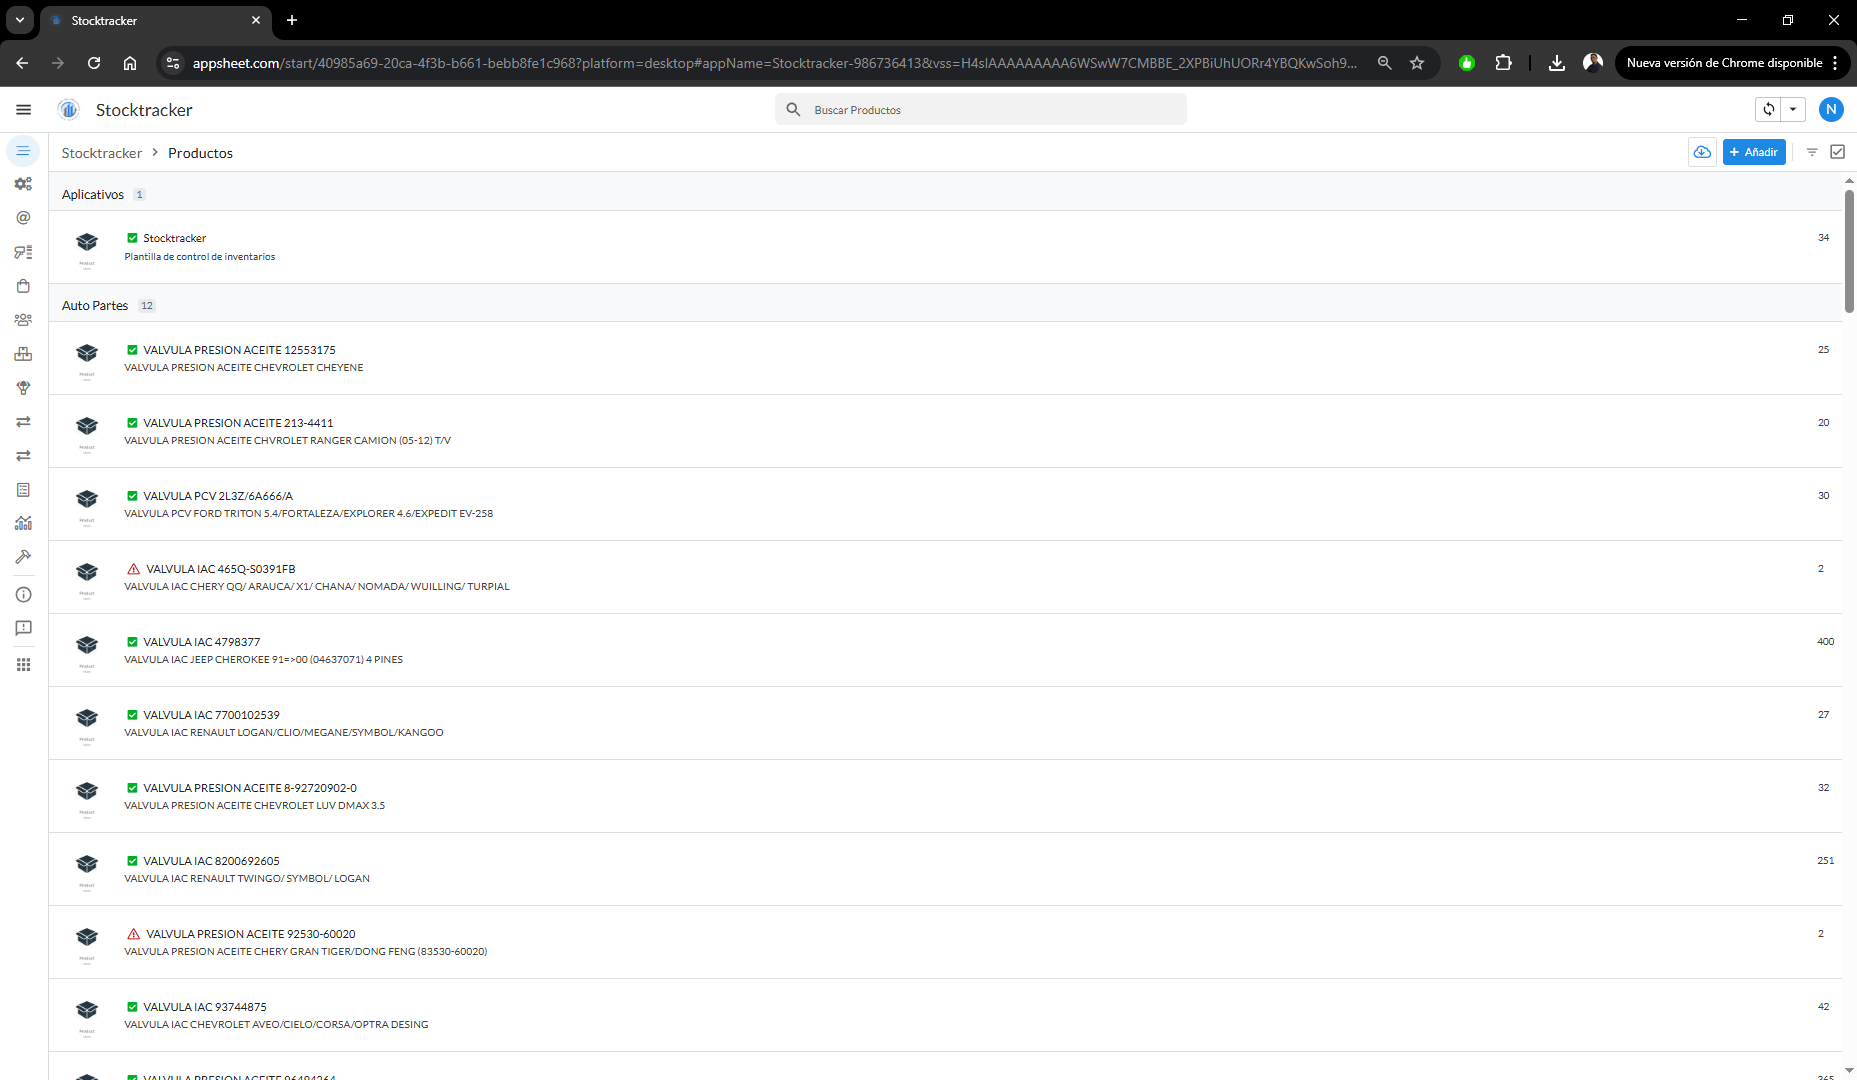 Stocktracker
appsheet.com/start/40985a69-20ca-4f3b-b661-bebb8fe1c968?platform=desktop#appName=Stocktracker-986736413&vss=H4sIAAAAAAAAA6WSwW7CMBBE_2XPBiUhUORr4YBQKwSoh9...
Nueva versión de Chrome disponible
Stocktracker
Buscar Productos
N
Stocktracker > Productos
+ Añadir
Aplicativos 1
Stocktracker 34
Plantilla de control de inventarios
Auto Partes 12
VALVULA PRESION ACEITE 12553175 25
VALVULA PRESION ACEITE CHEVROLET CHEYENE
VALVULA PRESION ACEITE 213-4411 20
VALVULA PRESION ACEITE CHVROLET RANGER CAMION (05-12) T/V
VALVULA PCV 2L3Z/6A666/A 30
VALVULA PCV FORD TRITON 5.4/FORTALEZA/EXPLORER 4.6/EXPEDIT EV-258
VALVULA IAC 465Q-S0391FB 2
VALVULA IAC CHERY QQ/ ARAUCA/ X1/ CHANA/ NOMADA/ WUILLING/ TURPIAL
VALVULA IAC 4798377 400
VALVULA IAC JEEP CHEROKEE 91=>00 (04637071) 4 PINES
VALVULA IAC 7700102539 27
VALVULA IAC RENAULT LOGAN/CLIO/MEGANE/SYMBOL/KANGOO
VALVULA PRESION ACEITE 8-92720902-0 32
VALVULA PRESION ACEITE CHEVROLET LUV DMAX 3.5
VALVULA IAC 8200692605 251
VALVULA IAC RENAULT TWINGO/ SYMBOL/ LOGAN
VALVULA PRESION ACEITE 92530-60020 2
VALVULA PRESION ACEITE CHERY GRAN TIGER/DONG FENG (83530-60020)
VALVULA IAC 93744875 42
VALVULA IAC CHEVROLET AVEO/CIELO/CORSA/OPTRA DESING
VALVULA PRESION ACEITE 96494264 365